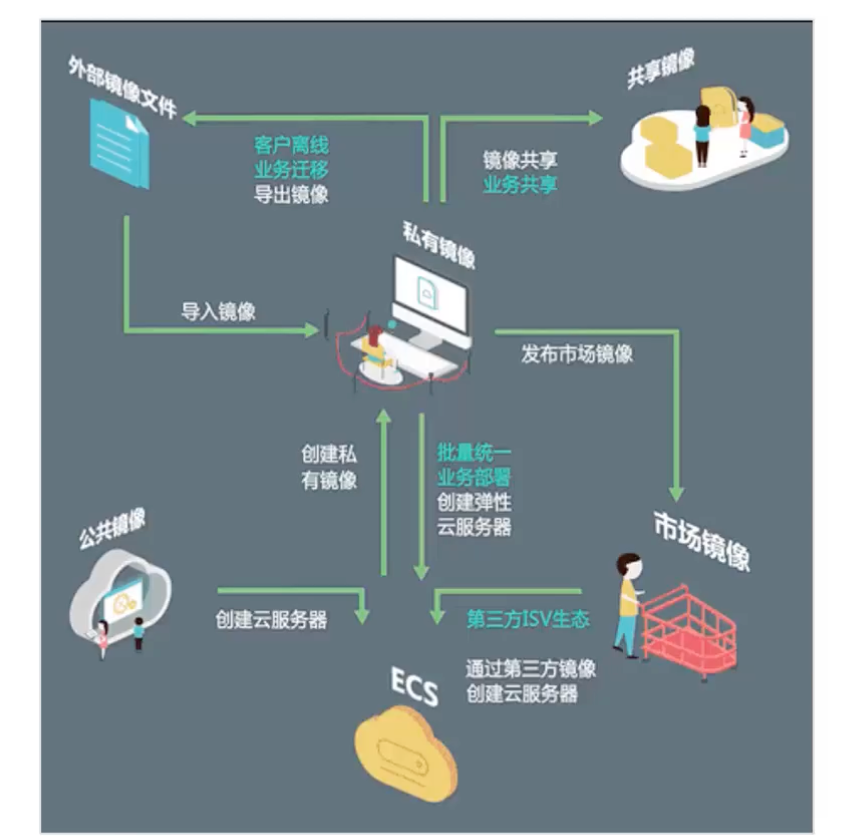 外部镜像文件
共享镜像
客户离线
业务迁移
导出镜像
镜像共享
业务共享
私有镜像
导入镜像
发布市场镜像
创建私
有镜像
批量统一
业务部署
创建弹性
云服务器
公共镜像
市场镜像
创建云服务器
第三方ISV生态
通过第三方镜像
创建云服务器
ECS